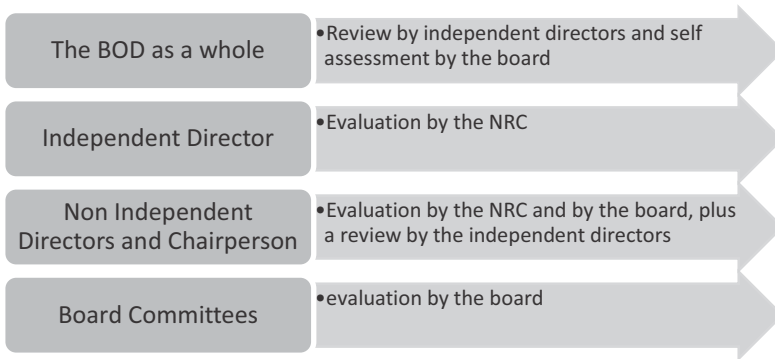 The BOD as a whole
•Review by independent directors and self
assessment by the board
Independent Director
•Evaluation by the NRC
Non Independent
Directors and Chairperson
•Evaluation by the NRC and by the board, plus
a review by the independent directors
Board Committees
•evaluation by the board